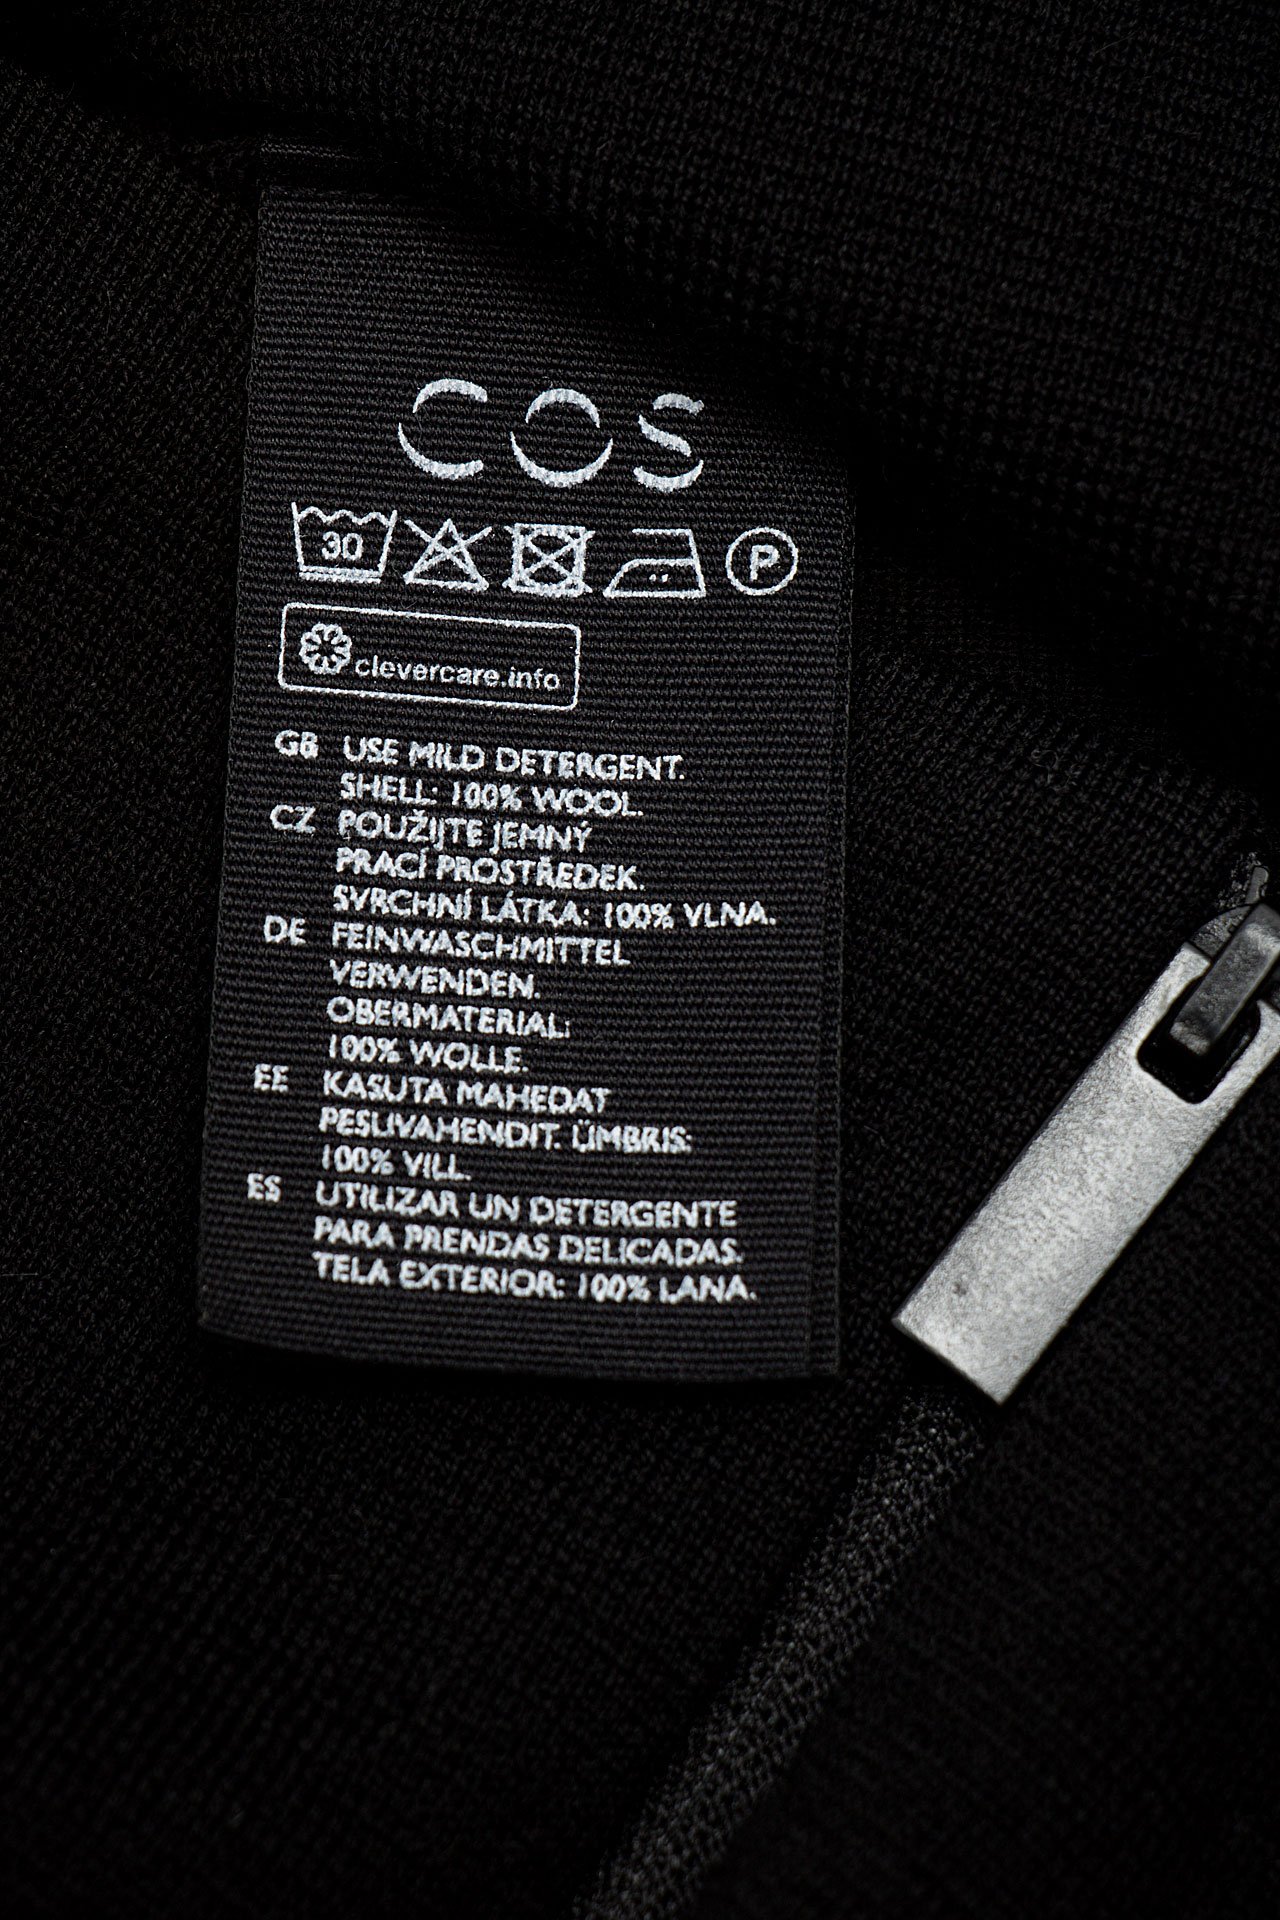 COS
30 P
clevercare.info
GB USE MILD DETERGENT.
SHELL: 100% WOOL.
CZ POUŽIJTE JEMNÝ
PRACÍ PROSTŘEDEK.
SVRCHNÍ LÁTKA: 100% VLNA.
DE FEINWASCHMITTEL
VERWENDEN.
OBERMATERIAL:
100% WOLLE.
EE KASUTA MAHEDAT
PESUVAHENDIT. ÜMBRIS:
100% VILL.
ES UTILIZAR UN DETERGENTE
PARA PRENDAS DELICADAS.
TELA EXTERIOR: 100% LANA.